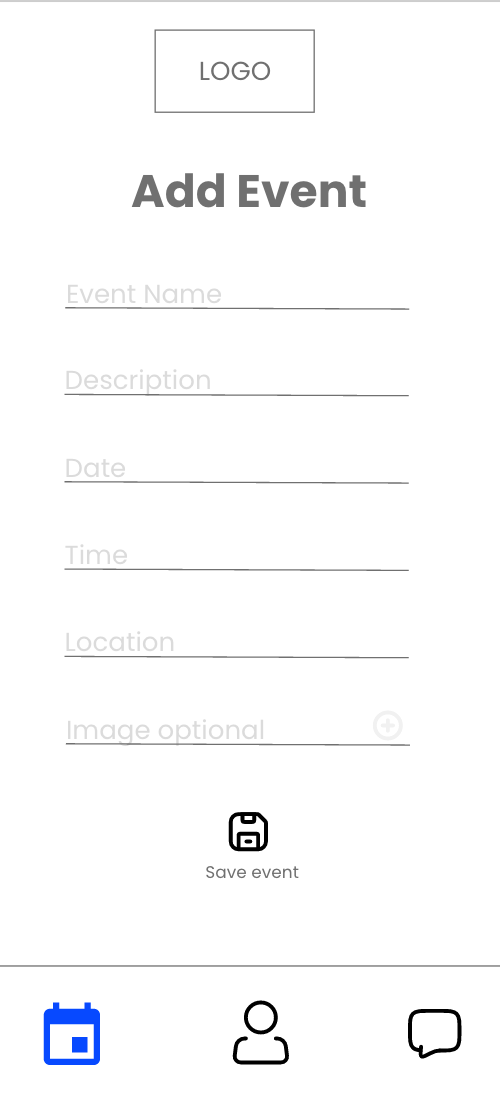 LOGO
Add Event
Event Name
Description
Date
Time
Location
Image optional
Save event